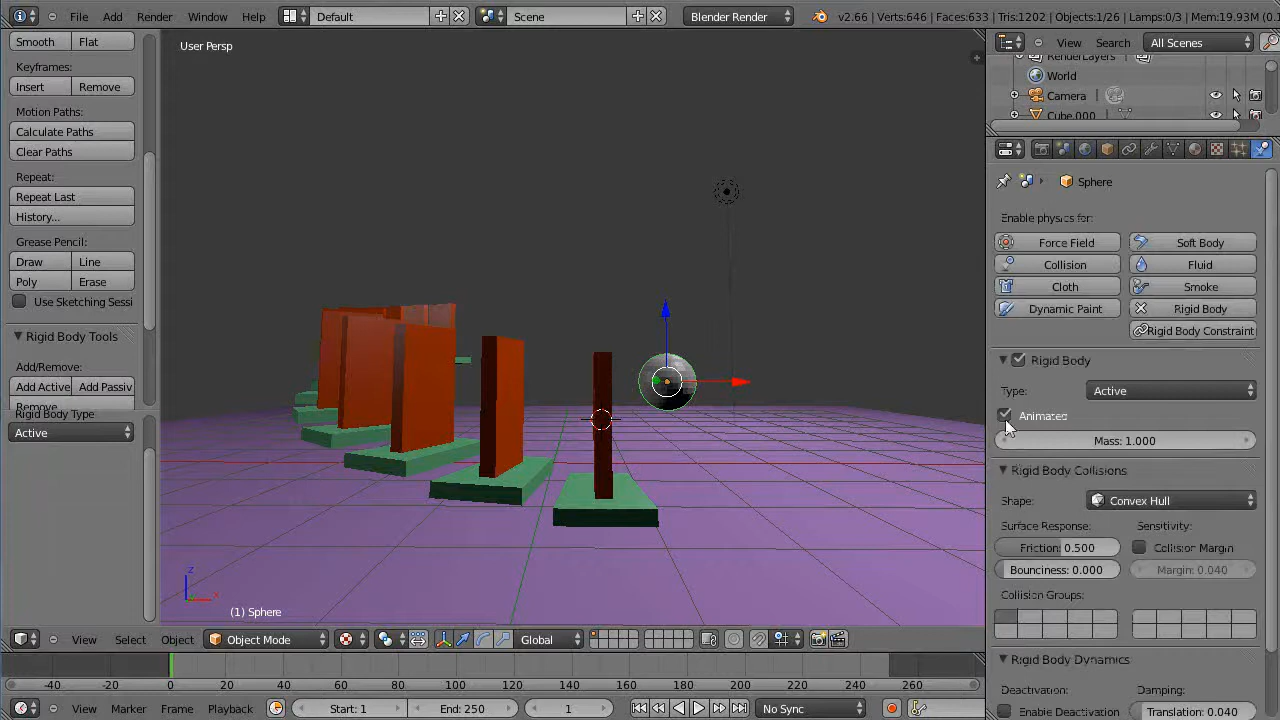 File Add Render Window Help Default Scene Blender Render v2.66 | Verts:646 | Faces:633 | Tris:1202 | Objects:1/26 | Lamps:0/3 | Mem:19.93M (0.1
Smooth Flat
Keyframes:
Insert Remove
Motion Paths:
Calculate Paths
Clear Paths
Repeat:
Repeat Last
History...
Grease Pencil:
Draw Line
Poly Erase
Use Sketching Sessi
Rigid Body Tools
Add/Remove:
Add Active Add Passiv
Remove
Rigid Body Type
Active
User Persp
(1) Sphere
View Select Object Object Mode Global
-40 -20 0 20 40 60 80 100 120 140 160 180 200 220 240 260
View Marker Frame Playback Start: 1 End: 250 1 No Sync
View Search All Scenes
RenderLayers
World
Camera
Cube.000
Sphere
Enable physics for:
Force Field Soft Body
Collision Fluid
Cloth Smoke
Dynamic Paint Rigid Body
Rigid Body Constraint
Rigid Body
Type: Active
Animated
Mass: 1.000
Rigid Body Collisions
Shape: Convex Hull
Surface Response: Sensitivity:
Friction: 0.500 Collision Margin
Bounciness: 0.000 Margin: 0.040
Collision Groups:
Rigid Body Dynamics
Deactivation: Damping:
Enable Deactivation Translation: 0.040